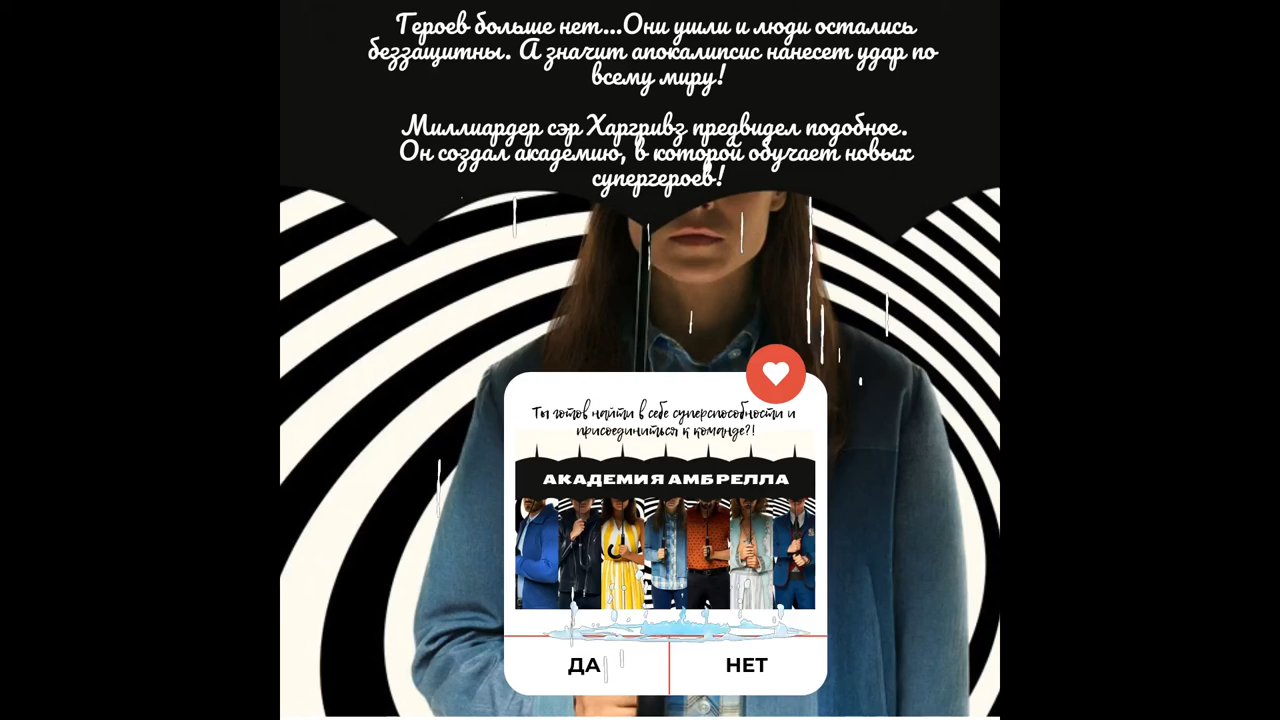 Героев больше нет...Они ушли и люди остались
беззащитны. А значит апокалипсис нанесет удар по
всему миру!
Миллиардер сэр Харгривз предвидел подобное.
Он создал академию, в которой обучает новых
супергероев!
Ты готов найти в себе суперспособности и
присоединиться к команде?!
АКАДЕМИЯ АМБРЕЛЛА
ДА
НЕТ